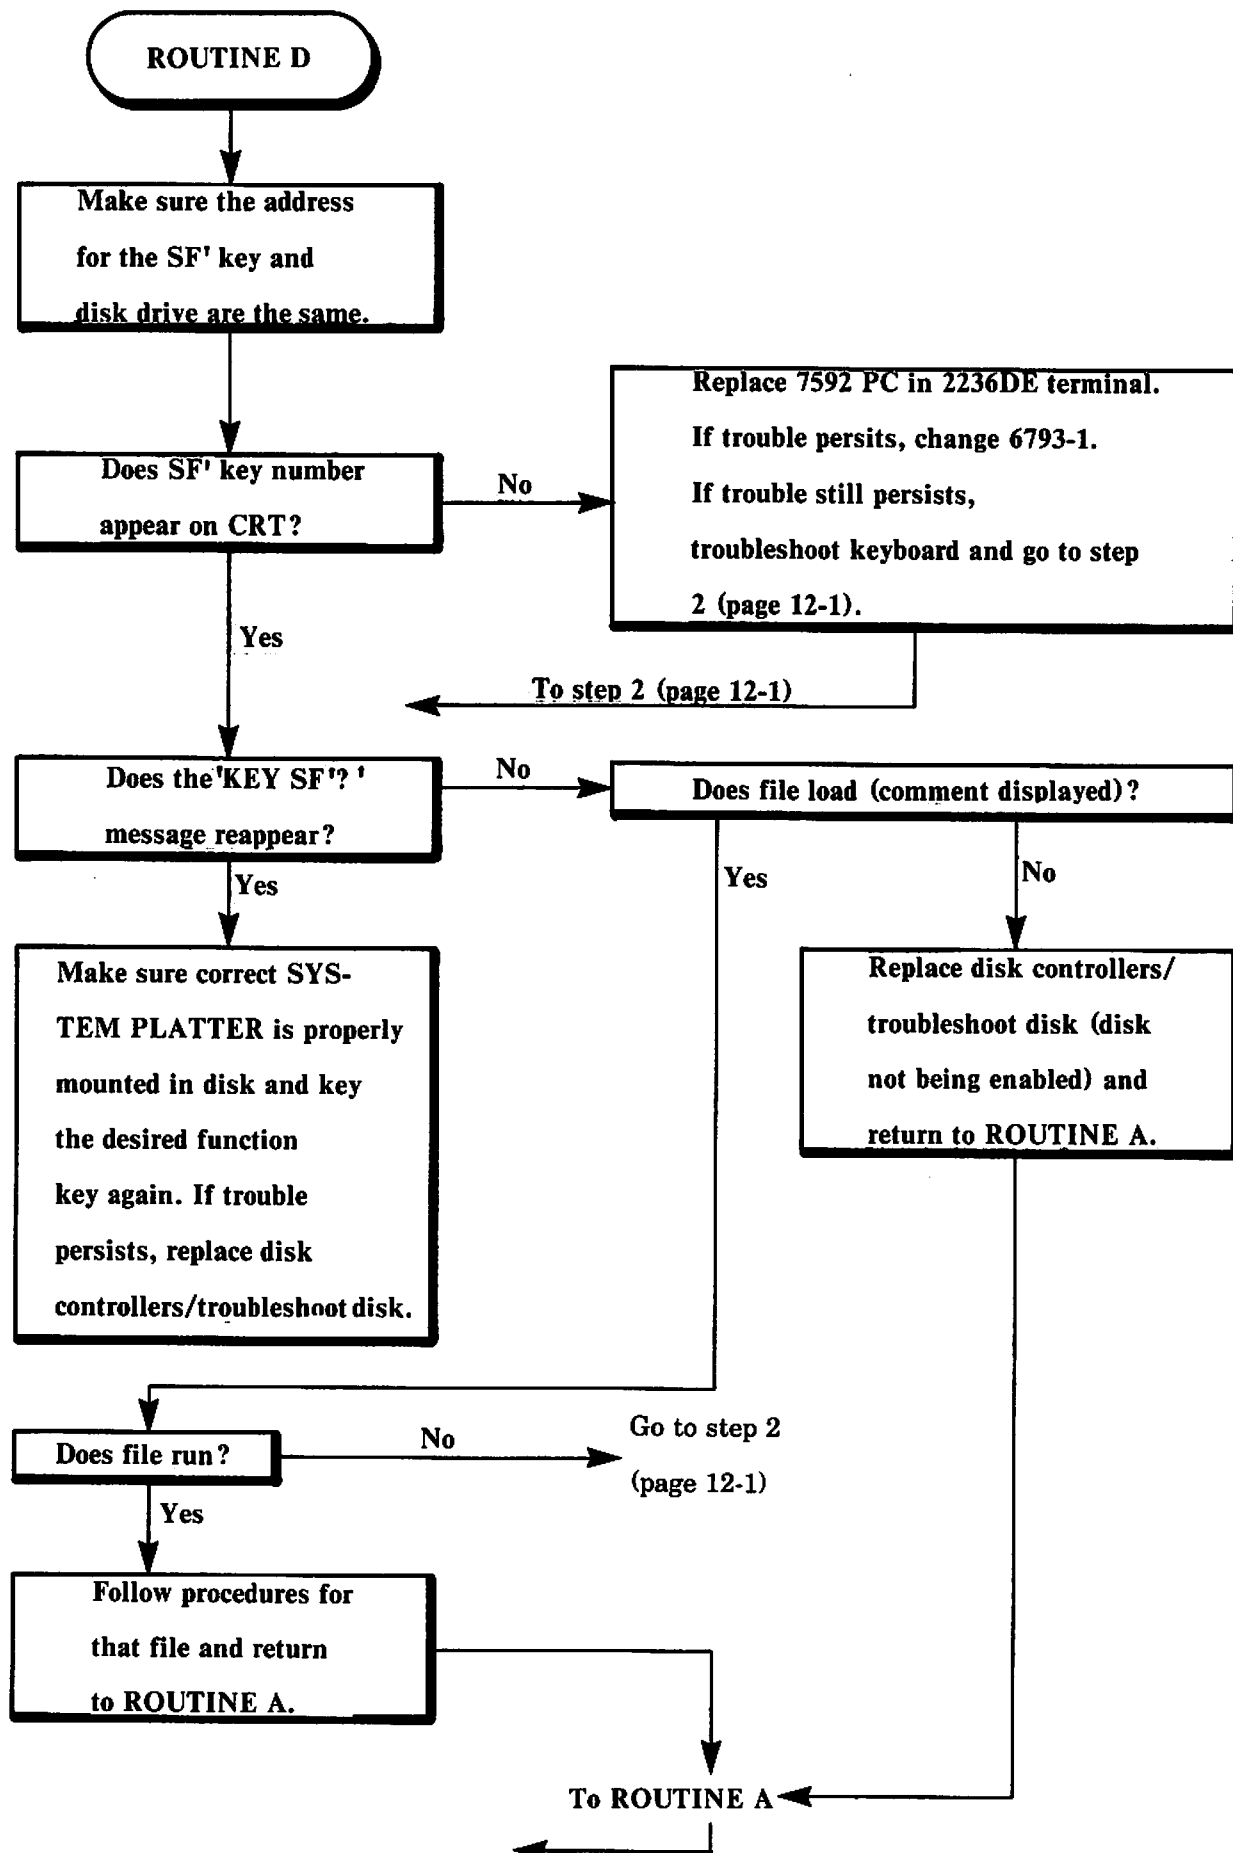 ROUTINE D
Make sure the address
for the SF' key and
disk drive are the same.
Does SF' key number
appear on CRT?
No
Replace 7592 PC in 2236DE terminal.
If trouble persits, change 6793-1.
If trouble still persists,
troubleshoot keyboard and go to step
2 (page 12-1).
Yes
To step 2 (page 12-1)
Does the 'KEY SF'? '
message reappear?
No
Does file load (comment displayed)?
Yes
Yes
No
Make sure correct SYS-
TEM PLATTER is properly
mounted in disk and key
the desired function
key again. If trouble
persists, replace disk
controllers/troubleshoot disk.
Replace disk controllers/
troubleshoot disk (disk
not being enabled) and
return to ROUTINE A.
Does file run?
No
Go to step 2
(page 12-1)
Yes
Follow procedures for
that file and return
to ROUTINE A.
To ROUTINE A